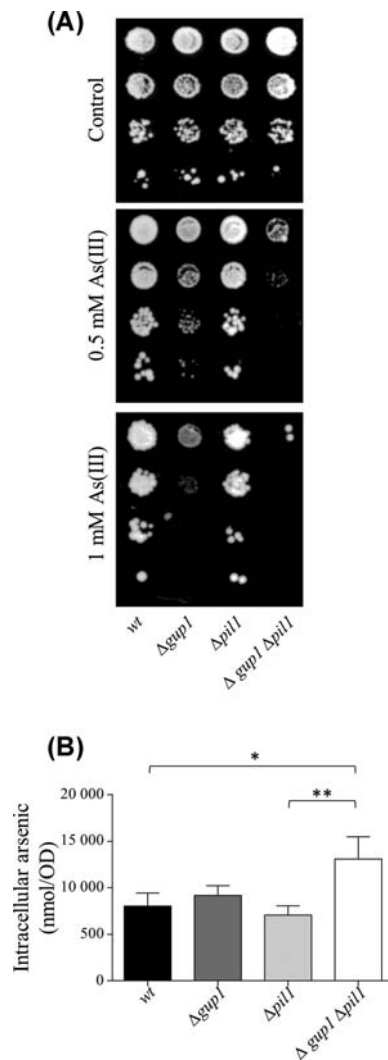 (A)
Control
0.5 mM As(III)
1 mM As(III)
wt
Δgup1
Δpil1
Δ gup1 Δpil1
(B)
*
**
Intracellular arsenic
(nmol/OD)
20 000
15 000
10 000
500
0
wt
Δgup1
Δpil1
Δ gup1 Δpil1